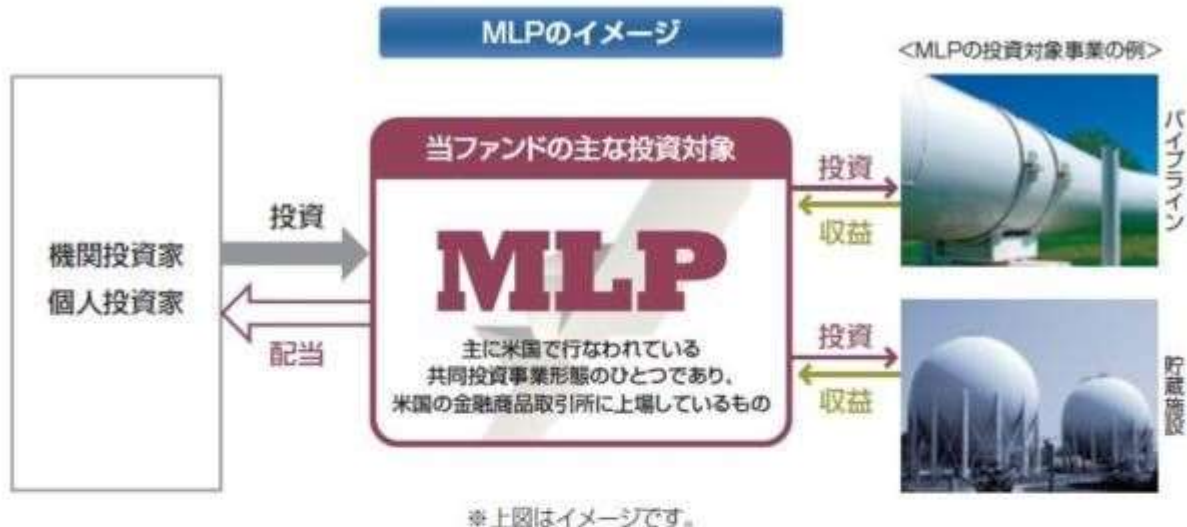 MLPのイメージ
<MLPの投資対象事業の例>
機関投資家
個人投資家
投資
配当
当ファンドの主な投資対象
MLP
主に米国で行なわれている
共同投資事業形態のひとつであり、
米国の金融商品取引所に上場しているもの
投資
収益
パイプライン
投資
収益
貯蔵施設
※上図はイメージです。